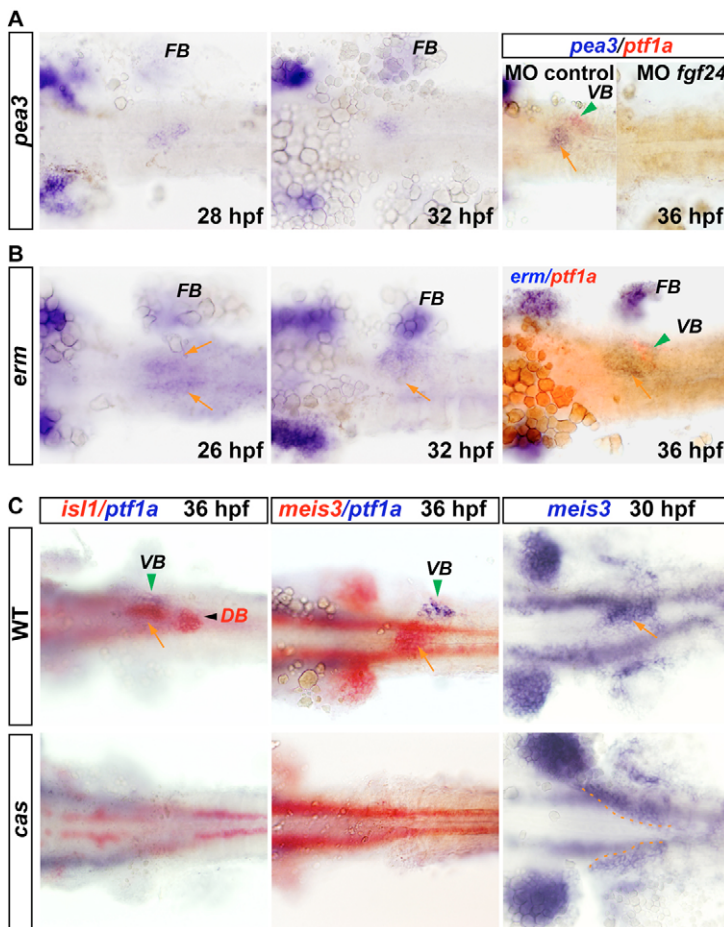 A
pea3
FB
28 hpf
FB
32 hpf
pea3/ptf1a
MO control
MO fgf24
VB
36 hpf
B
erm
FB
26 hpf
FB
32 hpf
erm/ptf1a
FB
VB
36 hpf
C
isl1/ptf1a 36 hpf
meis3/ptf1a 36 hpf
meis3 30 hpf
WT
VB
DB
VB
cas